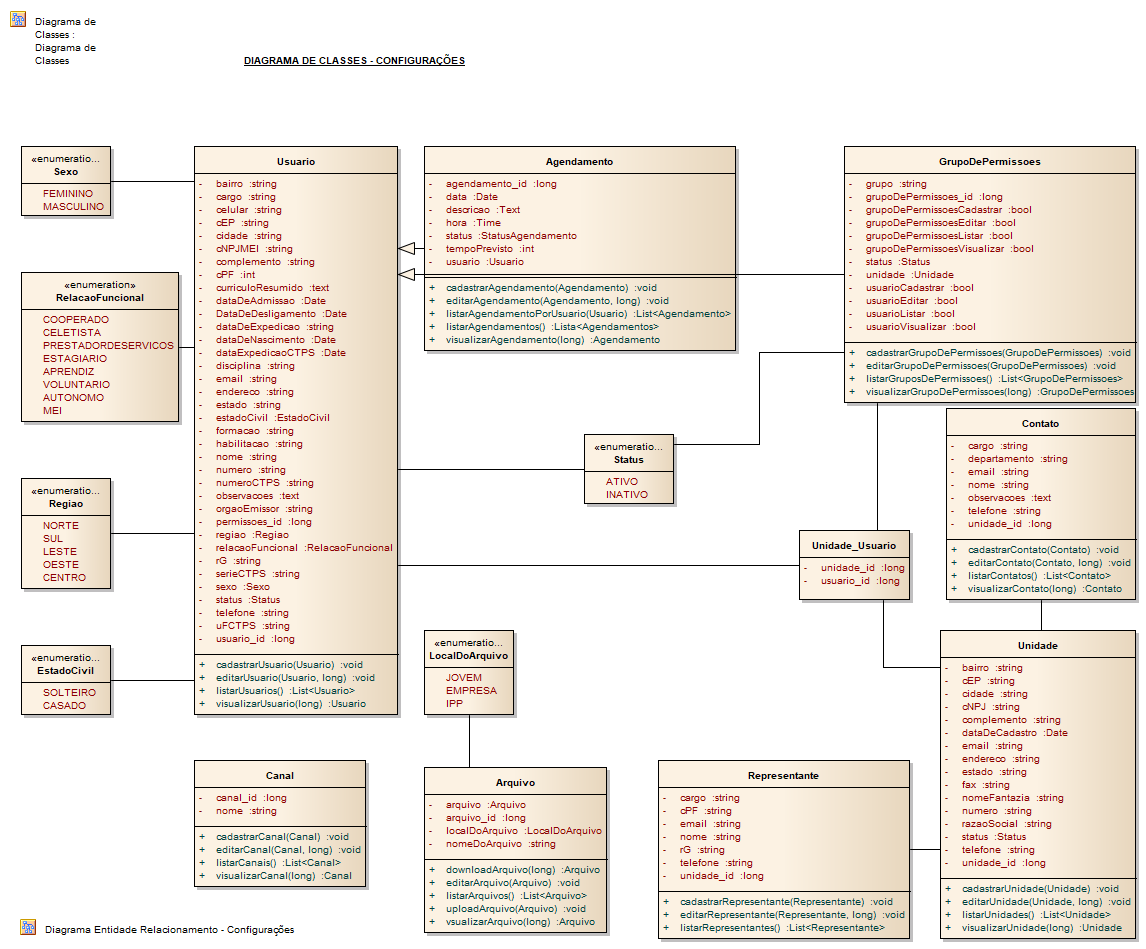 Diagrama de
Classes :
Diagrama de
Classes
DIAGRAMA DE CLASSES - CONFIGURAÇÕES
«enumeratio...
Sexo
FEMININO
MASCULINO
«enumeration»
RelacaoFuncional
COOPERADO
CELETISTA
PRESTADORDESERVICOS
ESTAGIARIO
APRENDIZ
VOLUNTARIO
AUTONOMO
MEI
«enumeratio...
Regiao
NORTE
SUL
LESTE
OESTE
CENTRO
«enumeratio...
EstadoCivil
SOLTEIRO
CASADO
Usuario
- bairro :string
- cargo :string
- celular :string
- cEP :string
- cidade :string
- cNPJMEI :string
- complemento :string
- cPF :int
- curriculoResumido :text
- dataDeAdmissao :Date
- DataDeDesligamento :Date
- dataDeExpedicao :string
- dataDeNascimento :Date
- dataExpedicaoCTPS :Date
- disciplina :string
- email :string
- endereco :string
- estado :string
- estadoCivil :EstadoCivil
- formacao :string
- habilitacao :string
- nome :string
- numero :string
- numeroCTPS :string
- observacoes :text
- orgaoEmissor :string
- permissoes_id :long
- regiao :Regiao
- relacaoFuncional :RelacaoFuncional
- rG :string
- serieCTPS :string
- sexo :Sexo
- status :Status
- telefone :string
- uFCTPS :string
- usuario_id :long
+ cadastrarUsuario(Usuario) :void
+ editarUsuario(Usuario, long) :void
+ listarUsuarios() :List<Usuario>
+ visualizarUsuario(long) :Usuario
Agendamento
- agendamento_id :long
- data :Date
- descricao :Text
- hora :Time
- status :StatusAgendamento
- tempoPrevisto :int
- usuario :Usuario
+ cadastrarAgendamento(Agendamento) :void
+ editarAgendamento(Agendamento, long) :void
+ listarAgendamentoPorUsuario(Usuario) :List<Agendamento>
+ listarAgendamentos() :Lista<Agendamentos>
+ visualizarAgendamento(long) :Agendamento
GrupoDePermissoes
- grupo :string
- grupoDePermissoes_id :long
- grupoDePermissoesCadastrar :bool
- grupoDePermissoesEditar :bool
- grupoDePermissoesListar :bool
- grupoDePermissoesVisualizar :bool
- status :Status
- unidade :Unidade
- usuarioCadastrar :bool
- usuarioEditar :bool
- usuarioListar :bool
- usuarioVisualizar :bool
+ cadastrarGrupoDePermissoes(GrupoDePermissoes) :void
+ editarGrupoDePermissoes(GrupoDePermissoes) :void
+ listarGruposDePermissoes() :List<GrupoDePermissoes>
+ visualizarGrupoDePermissoes(long) :GrupoDePermissoes
«enumeratio...
Status
ATIVO
INATIVO
Contato
- cargo :string
- departamento :string
- email :string
- nome :string
- observacoes :text
- telefone :string
- unidade_id :long
+ cadastrarContato(Contato) :void
+ editarContato(Contato, long) :void
+ listarContatos() :List<Contato>
+ visualizarContato(long) :Contato
Unidade_Usuario
- unidade_id :long
- usuario_id :long
«enumeratio...
LocalDoArquivo
JOVEM
EMPRESA
IPP
Unidade
- bairro :string
- cEP :string
- cidade :string
- cNPJ :string
- complemento :string
- dataDeCadastro :Date
- email :string
- endereco :string
- estado :string
- fax :string
- nomeFantazia :string
- numero :string
- razaoSocial :string
- status :Status
- telefone :string
- unidade_id :long
+ cadastrarUnidade(Unidade) :void
+ editarUnidade(Unidade, long) :void
+ listarUnidades() :List<Unidade>
+ visualizarUnidade(long) :Unidade
Canal
- canal_id :long
- nome :string
+ cadastrarCanal(Canal) :void
+ editarCanal(Canal, long) :void
+ listarCanais() :List<Canal>
+ visualizarCanal(long) :Canal
Arquivo
- arquivo :Arquivo
- arquivo_id :long
- localDoArquivo :LocalDoArquivo
- nomeDoArquivo :string
+ downloadArquivo(long) :Arquivo
+ editarArquivo(Arquivo) :void
+ listarArquivos() :List<Arquivo>
+ uploadArquivo(Arquivo) :void
+ vsualizarArquivo(long) :Arquivo
Representante
- cargo :string
- cPF :string
- email :string
- nome :string
- rG :string
- telefone :string
- unidade_id :long
+ cadastrarRepresentante(Representante) :void
+ editarRepresentante(Representante, long) :void
+ listarRepresentantes() :List<Representante>
Diagrama Entidade Relacionamento - Configurações